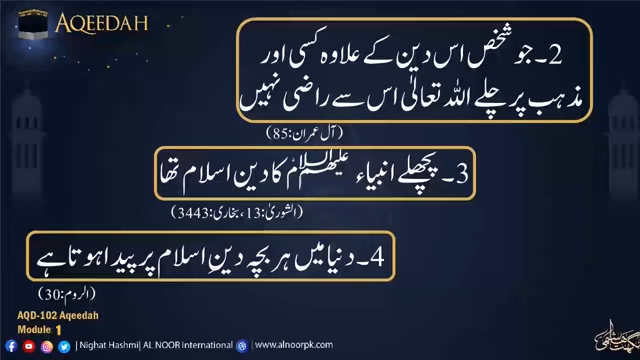 AQEEDAH
2۔ جو شخص اس دین کے علاوہ کسی اور
مذہب پر چلے اللہ تعالیٰ اس سے راضی نہیں
(آل عمران:85)
3۔ پچھلے انبیاء علیھم السلام کا دین اسلام تھا
(الشوریٰ:13، بخاری:3443)
4۔ دنیا میں ہر بچہ دینِ اسلام پر پیدا ہوتا ہے
(الروم:30)
AQD-102 Aqeedah
Module 1
| Nighat Hashmi| AL NOOR International www.alnoorpk.com
نگہت ہاشمی